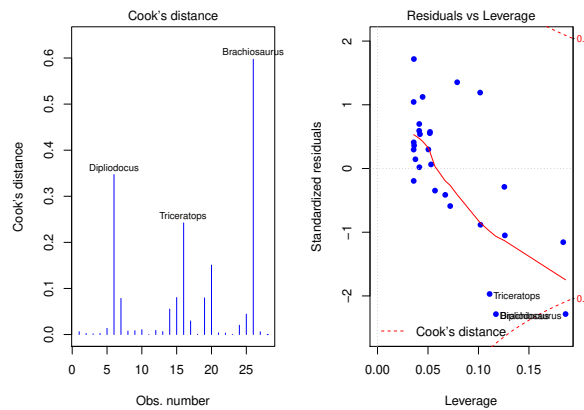 Cook's distance
Cook's distance
0.0
0.1
0.2
0.3
0.4
0.5
0.6
Dipliodocus
Triceratops
Brachiosaurus
0
5
10
15
20
25
Obs. number
Residuals vs Leverage
Standardized residuals
2
1
0
−1
−2
Triceratops
Cook's distance
0.00
0.05
0.10
0.15
Leverage